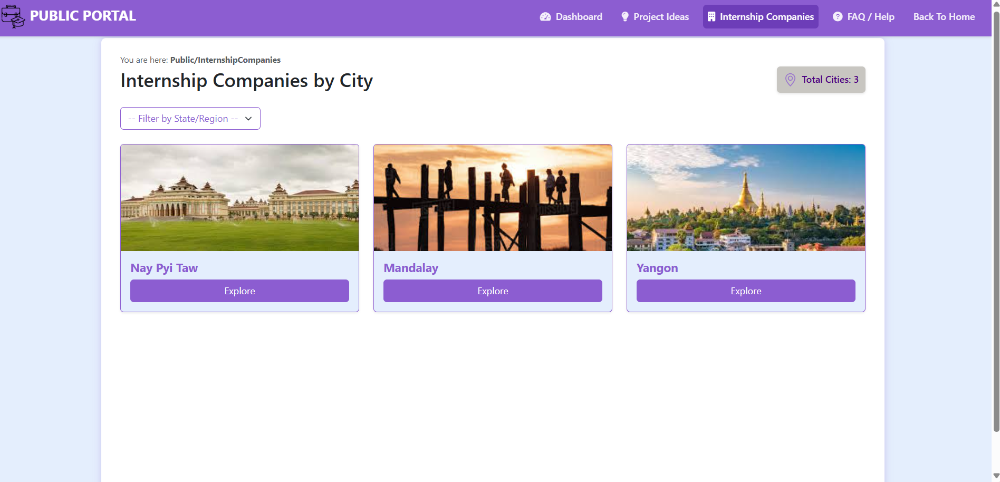 PUBLIC PORTAL
Dashboard
Project Ideas
Internship Companies
FAQ / Help
Back To Home
You are here: Public/InternshipCompanies
Internship Companies by City
Total Cities: 3
-- Filter by State/Region --
DISSOLVE
Nay Pyi Taw
Explore
Mandalay
Explore
Yangon
Explore